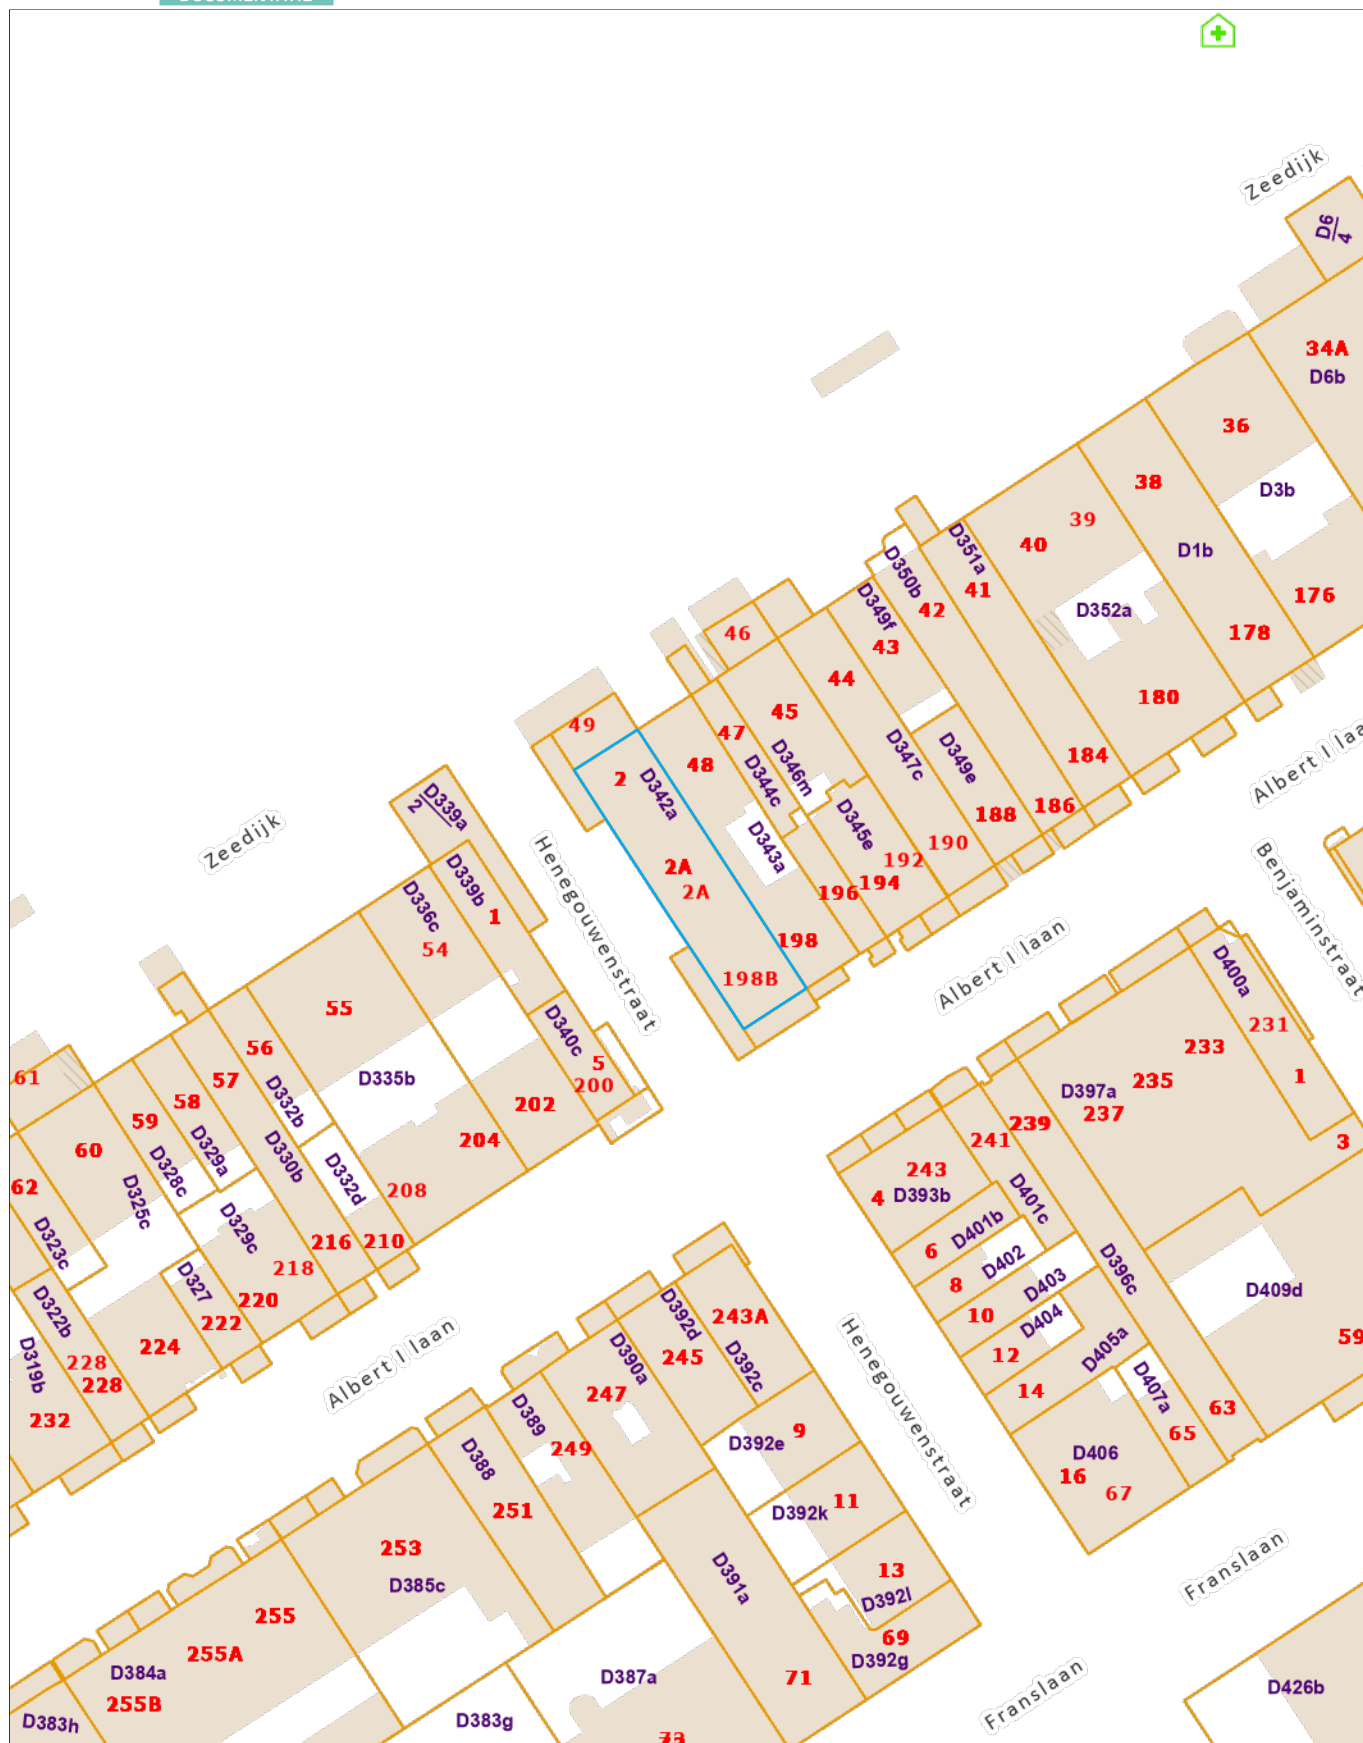 Zeedijk
D6
4
34A
D6b
36
38
39
D3b
40
D1b
D351a
D350b
41
42
D352a
176
D349f
43
46
178
44
180
45
49
47
D347c
D349e
48
D346m
184
2
D342a
D344c
Albert I laan
186
188
D339a
2
D345e
190
Zeedijk
D343a
192
2A
2A
194
196
Henegouwenstraat
D339b
1
D336c
54
198
198B
Benjaminstraat
Albert I laan
D400a
55
231
D340c
5
200
56
233
61
57
D335b
235
1
D397a
58
D332b
202
237
59
239
60
204
241
3
D329a
D330b
243
62
D328c
D332d
208
4
D393b
D325c
D401c
D329c
D401b
D323c
216
210
6
D402
218
D396c
D327
8
D403
D409d
D322b
220
10
D404
222
243A
D392d
59
224
D390a
245
12
D405a
Albert I laan
228
228
D319b
D392c
14
D407a
247
Henegouwenstraat
63
232
D389
9
65
249
D392e
D388
D406
16
67
251
11
D392k
253
13
D391a
Franslaan
D385c
D392l
255
69
255A
D392g
D384a
D387a
71
Franslaan
D426b
255B
D383h
D383g